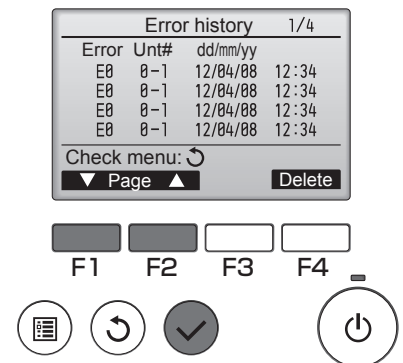 Error history 1/4
Error Unt# dd/mm/yy
E0 0-1 12/04/08 12:34
E0 0-1 12/04/08 12:34
E0 0-1 12/04/08 12:34
E0 0-1 12/04/08 12:34
Check menu:
▼ Page ▲ Delete
F1 F2 F3 F4